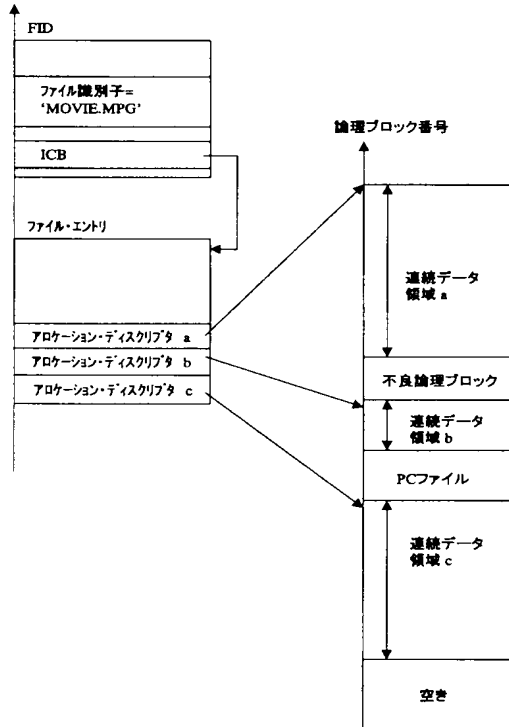 FID
ファイル識別子=
‘MOVIE.MPG’
ICB
ファイル・エントリ
アロケーション・ディスクリプタ a
アロケーション・ディスクリプタ b
アロケーション・ディスクリプタ c
論理ブロック番号
連続データ
領域 a
不良論理ブロック
連続データ
領域 b
PCファイル
連続データ
領域 c
空き